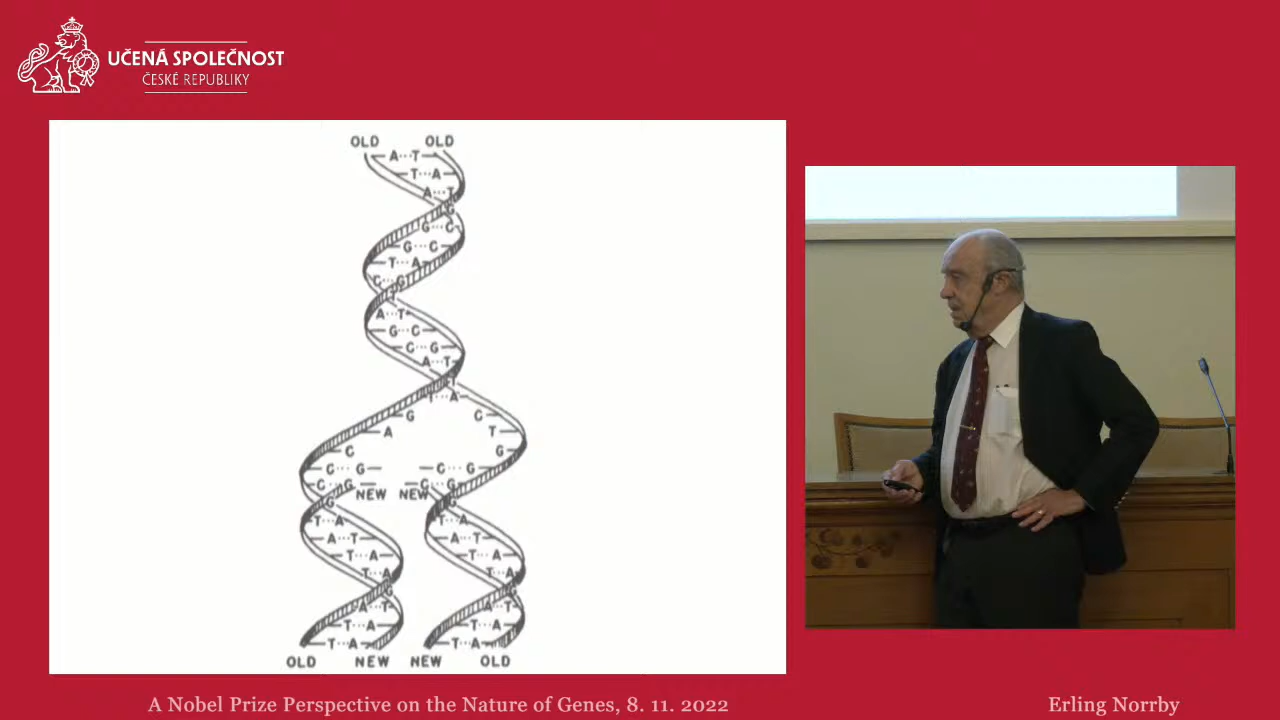 UČENÁ SPOLEČNOST
ČESKÉ REPUBLIKY
OLD OLD
A···T
T···A
A···T
G
G···C
G···C
T···A
C···G
T
A···T
G···C
C···G
A···T
T
T···A
G C
A T
C G
C···G C···G
C···G C···G
NEW NEW
G G
T···A T···A
A···T A···T
T···A T···A
T···A T···A
G G
A···T A···T
T···A T···A
T···A T···A
OLD NEW NEW OLD
A Nobel Prize Perspective on the Nature of Genes, 8. 11. 2022
Erling Norrby